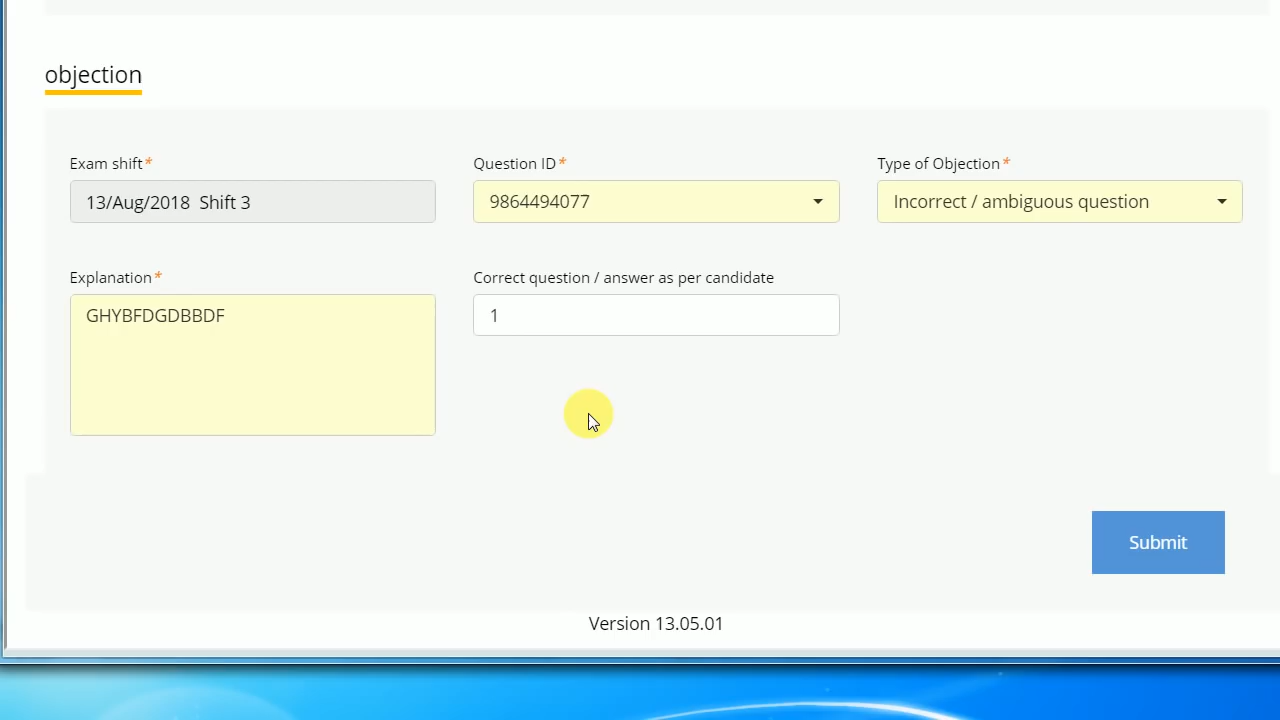 objection
Exam shift* Question ID* Type of Objection*
13/Aug/2018 Shift 3 9864494077 Incorrect / ambiguous question
Explanation* Correct question / answer as per candidate
GHYBFDGDBBDF 1
Submit
Version 13.05.01